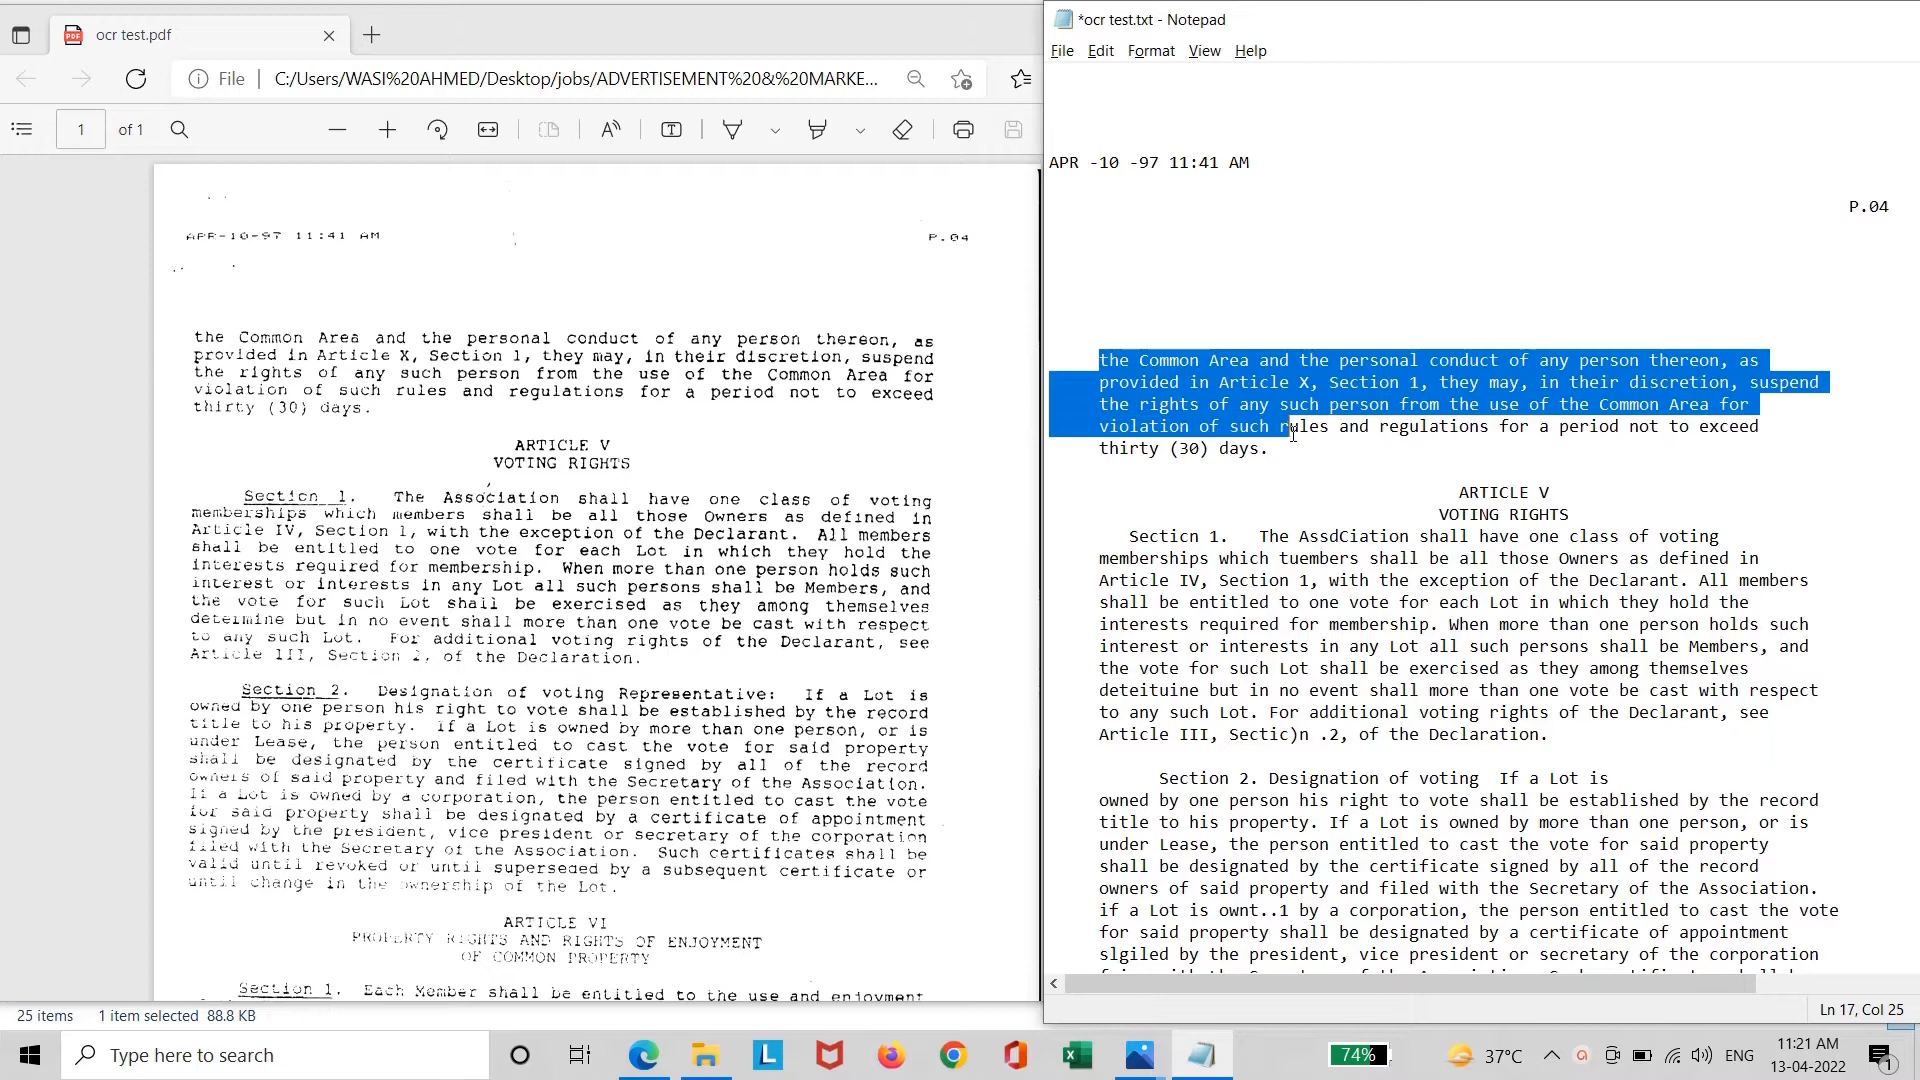 ocr test.pdf
File
C:/Users/WASI%20AHMED/Desktop/jobs/ADVERTISEMENT%20&%20MARKE...
1
of 1
APR-10-97 11:41 AM
P.04
the Common Area and the personal conduct of any person thereon, as
provided in Article X, Section 1, they may, in their discretion, suspend
the rights of any such person from the use of the Common Area for
violation of such rules and regulations for a period not to exceed
thirty (30) days.
ARTICLE V
VOTING RIGHTS
Section 1. The Association shall have one class of voting
memberships which members shall be all those Owners as defined in
Article IV, Section 1, with the exception of the Declarant. All members
shall be entitled to one vote for each Lot in which they hold the
interests required for membership. When more than one person holds such
interest or interests in any Lot all such persons shall be Members, and
the vote for such Lot shall be exercised as they among themselves
determine but in no event shall more than one vote be cast with respect
to any such Lot. For additional voting rights of the Declarant, see
Article III, Section 2, of the Declaration.
Section 2. Designation of voting Representative: If a Lot is
owned by one person his right to vote shall be established by the record
title to his property. If a Lot is owned by more than one person, or is
under Lease, the person entitled to cast the vote for said property
shall be designated by the certificate signed by all of the record
owners of said property and filed with the Secretary of the Association.
If a Lot is owned by a corporation, the person entitled to cast the vote
for said property shall be designated by a certificate of appointment
signed by the president, vice president or secretary of the corporation
filed with the Secretary of the Association. Such certificates shall be
valid until revoked or until superseded by a subsequent certificate or
until change in the ownership of the Lot.
ARTICLE VI
PROPERTY RIGHTS AND RIGHTS OF ENJOYMENT
OF COMMON PROPERTY
Section 1. Each Member shall be entitled to the use and enjoyment
25 items
1 item selected 88.8 KB
*ocr test.txt - Notepad
File Edit Format View Help
APR -10 -97 11:41 AM
P.04
the Common Area and the personal conduct of any person thereon, as
provided in Article X, Section 1, they may, in their discretion, suspend
the rights of any such person from the use of the Common Area for
violation of such rules and regulations for a period not to exceed
thirty (30) days.
ARTICLE V
VOTING RIGHTS
Secticn 1. The AssdCiation shall have one class of voting
memberships which tuembers shall be all those Owners as defined in
Article IV, Section 1, with the exception of the Declarant. All members
shall be entitled to one vote for each Lot in which they hold the
interests required for membership. When more than one person holds such
interest or interests in any Lot all such persons shall be Members, and
the vote for such Lot shall be exercised as they among themselves
deteituine but in no event shall more than one vote be cast with respect
to any such Lot. For additional voting rights of the Declarant, see
Article III, Sectic)n .2, of the Declaration.
Section 2. Designation of voting If a Lot is
owned by one person his right to vote shall be established by the record
title to his property. If a Lot is owned by more than one person, or is
under Lease, the person entitled to cast the vote for said property
shall be designated by the certificate signed by all of the record
owners of said property and filed with the Secretary of the Association.
if a Lot is ownt..1 by a corporation, the person entitled to cast the vote
for said property shall be designated by a certificate of appointment
slgiled by the president, vice president or secretary of the corporation
Ln 17, Col 25
Type here to search
74%
37°C
ENG
11:21 AM
13-04-2022
1